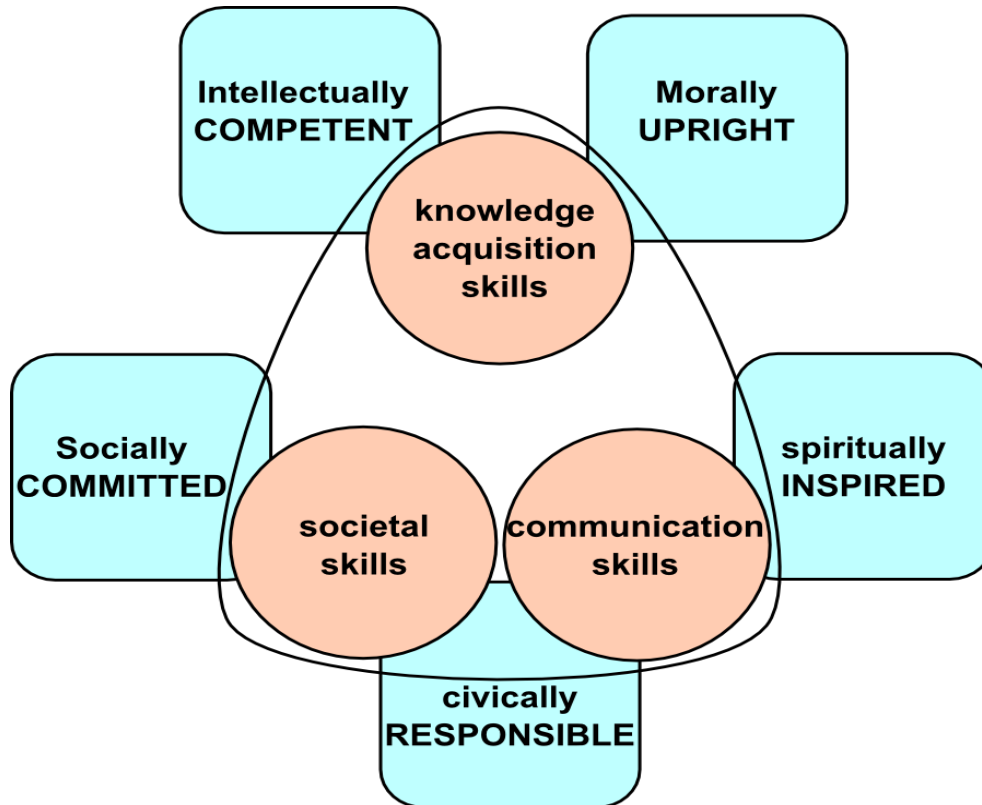 Intellectually
COMPETENT
Morally
UPRIGHT
knowledge
acquisition
skills
Socially
COMMITTED
spiritually
INSPIRED
societal
skills
communication
skills
civically
RESPONSIBLE